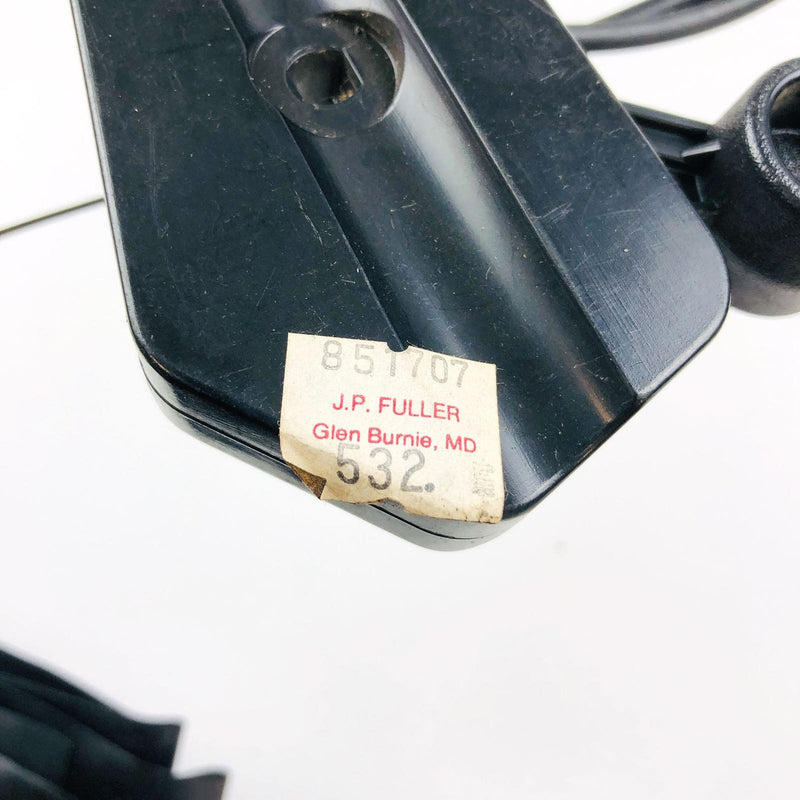 851707
J.P. FULLER
Glen Burnie, MD
532.